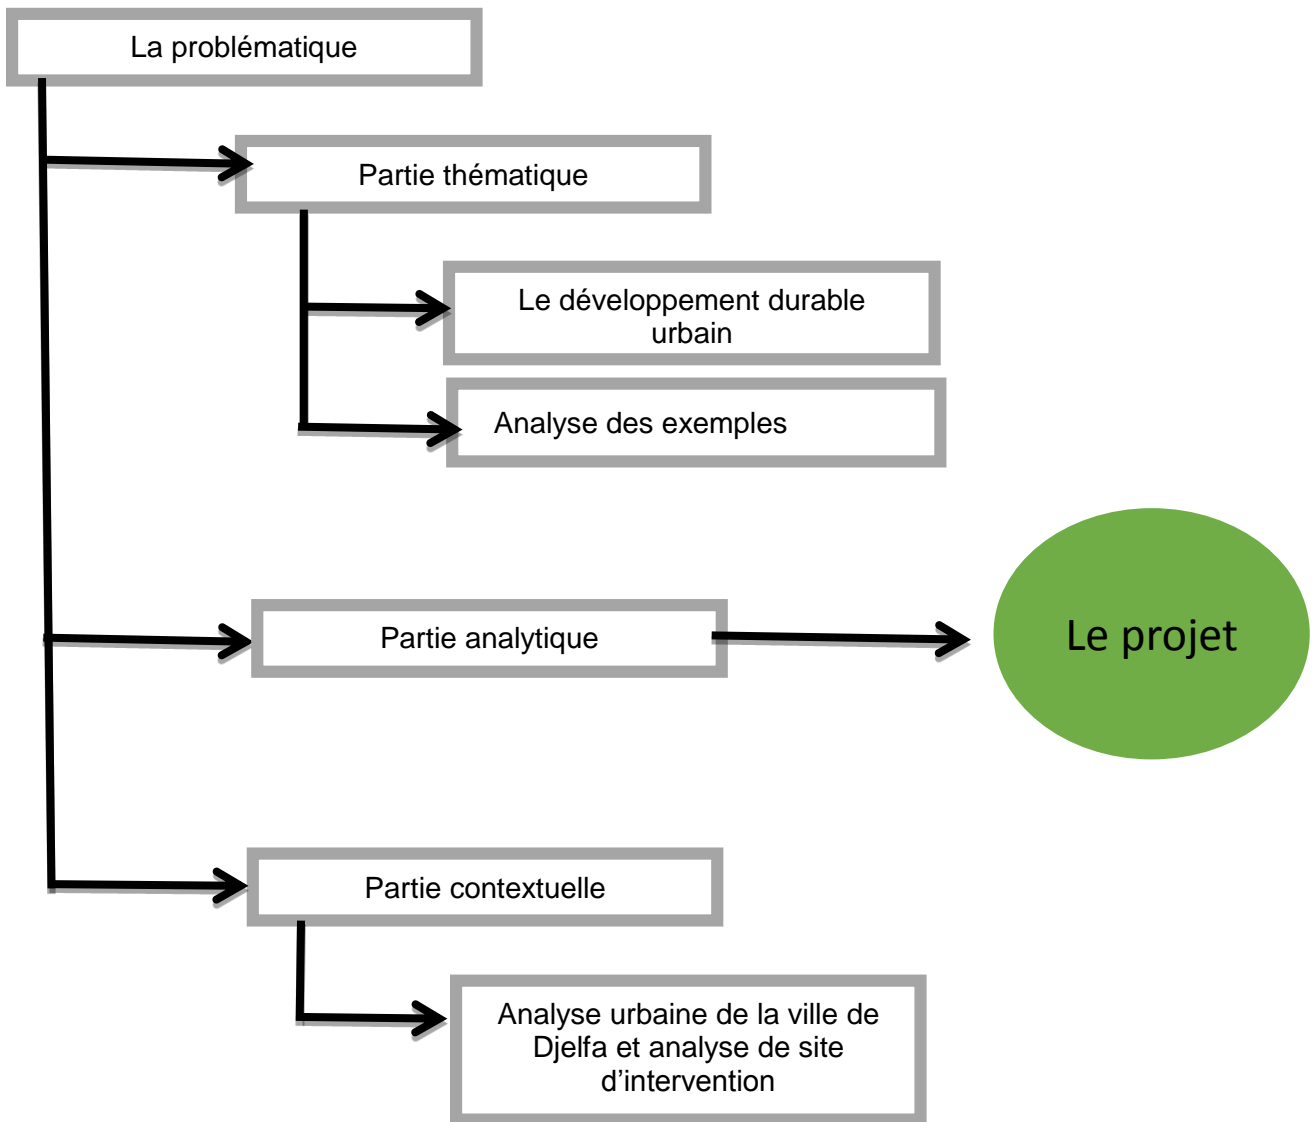 La problématique
Partie thématique
Le développement durable
urbain
Analyse des exemples
Partie analytique
Le projet
Partie contextuelle
Analyse urbaine de la ville de
Djelfa et analyse de site
d’intervention